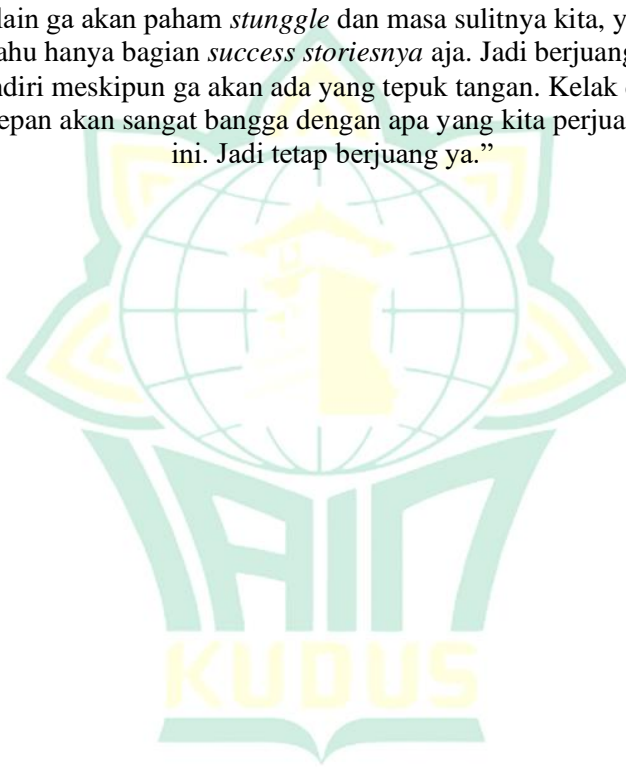 lain ga akan paham stunggle dan masa sulitnya kita, y
ahu hanya bagian success storiesnya aja. Jadi berjuang
ndiri meskipun ga akan ada yang tepuk tangan. Kelak
epan akan sangat bangga dengan apa yang kita perjua
ini. Jadi tetap berjuang ya.”
IAIN
KUDUS